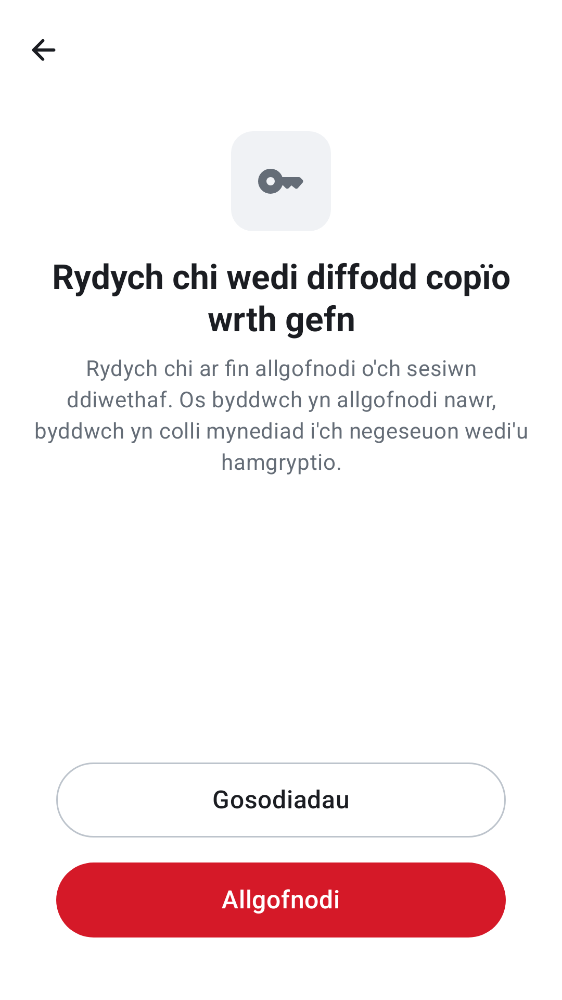 Rydych chi wedi diffodd copïo
wrth gefn
Rydych chi ar fin allgofnodi o'ch sesiwn
ddiwethaf. Os byddwch yn allgofnodi nawr,
byddwch yn colli mynediad i'ch negeseuon wedi'u
hamgryptio.
Gosodiadau
Allgofnodi